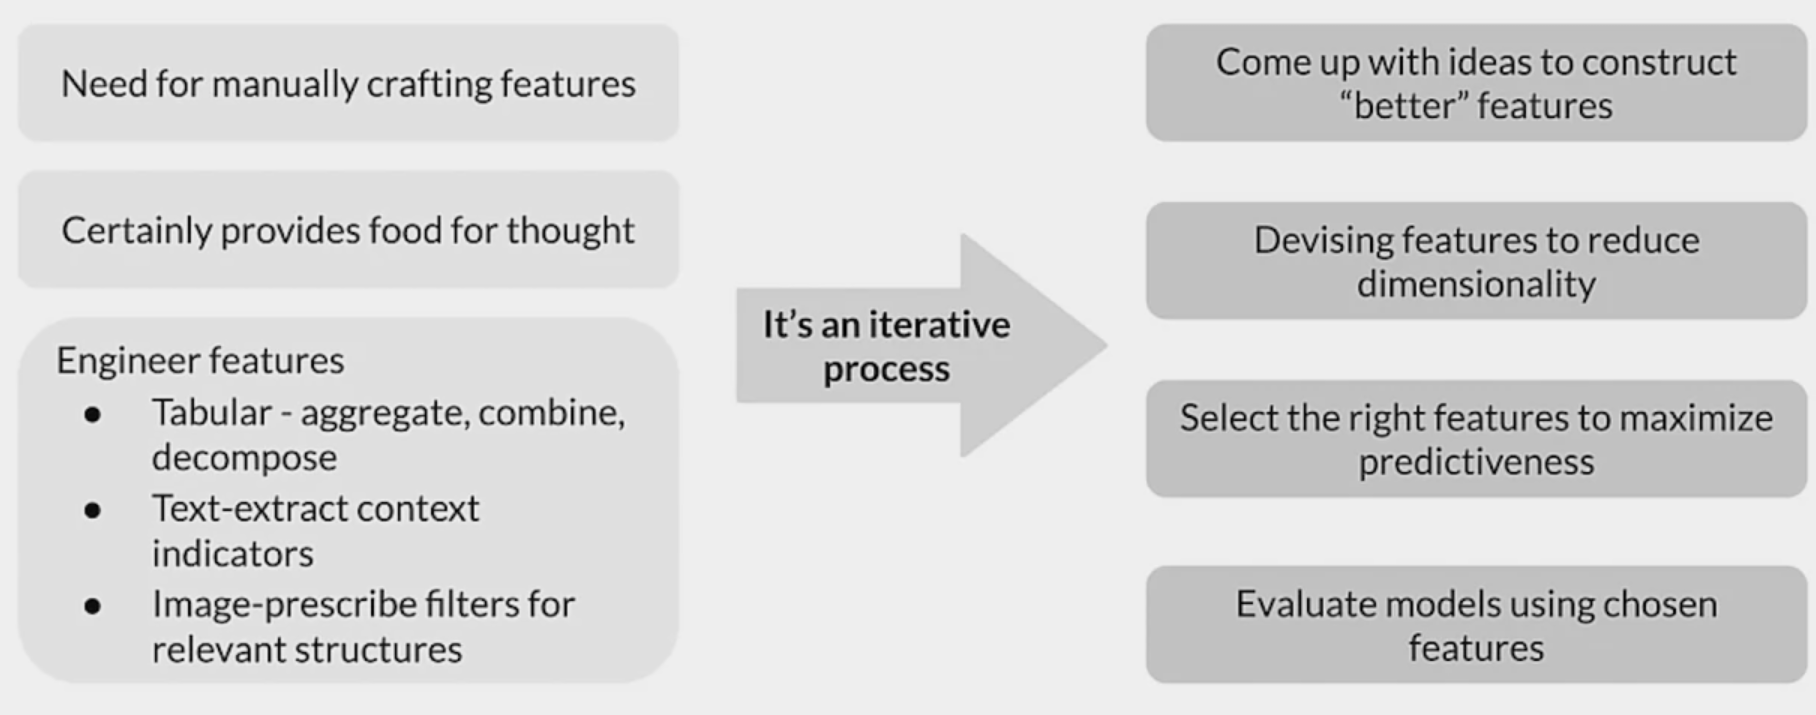 Need for manually crafting features
Certainly provides food for thought
Engineer features
● Tabular - aggregate, combine,
decompose
● Text-extract context
indicators
● Image-prescribe filters for
relevant structures
It's an iterative
process
Come up with ideas to construct
“better” features
Devising features to reduce
dimensionality
Select the right features to maximize
predictiveness
Evaluate models using chosen
features